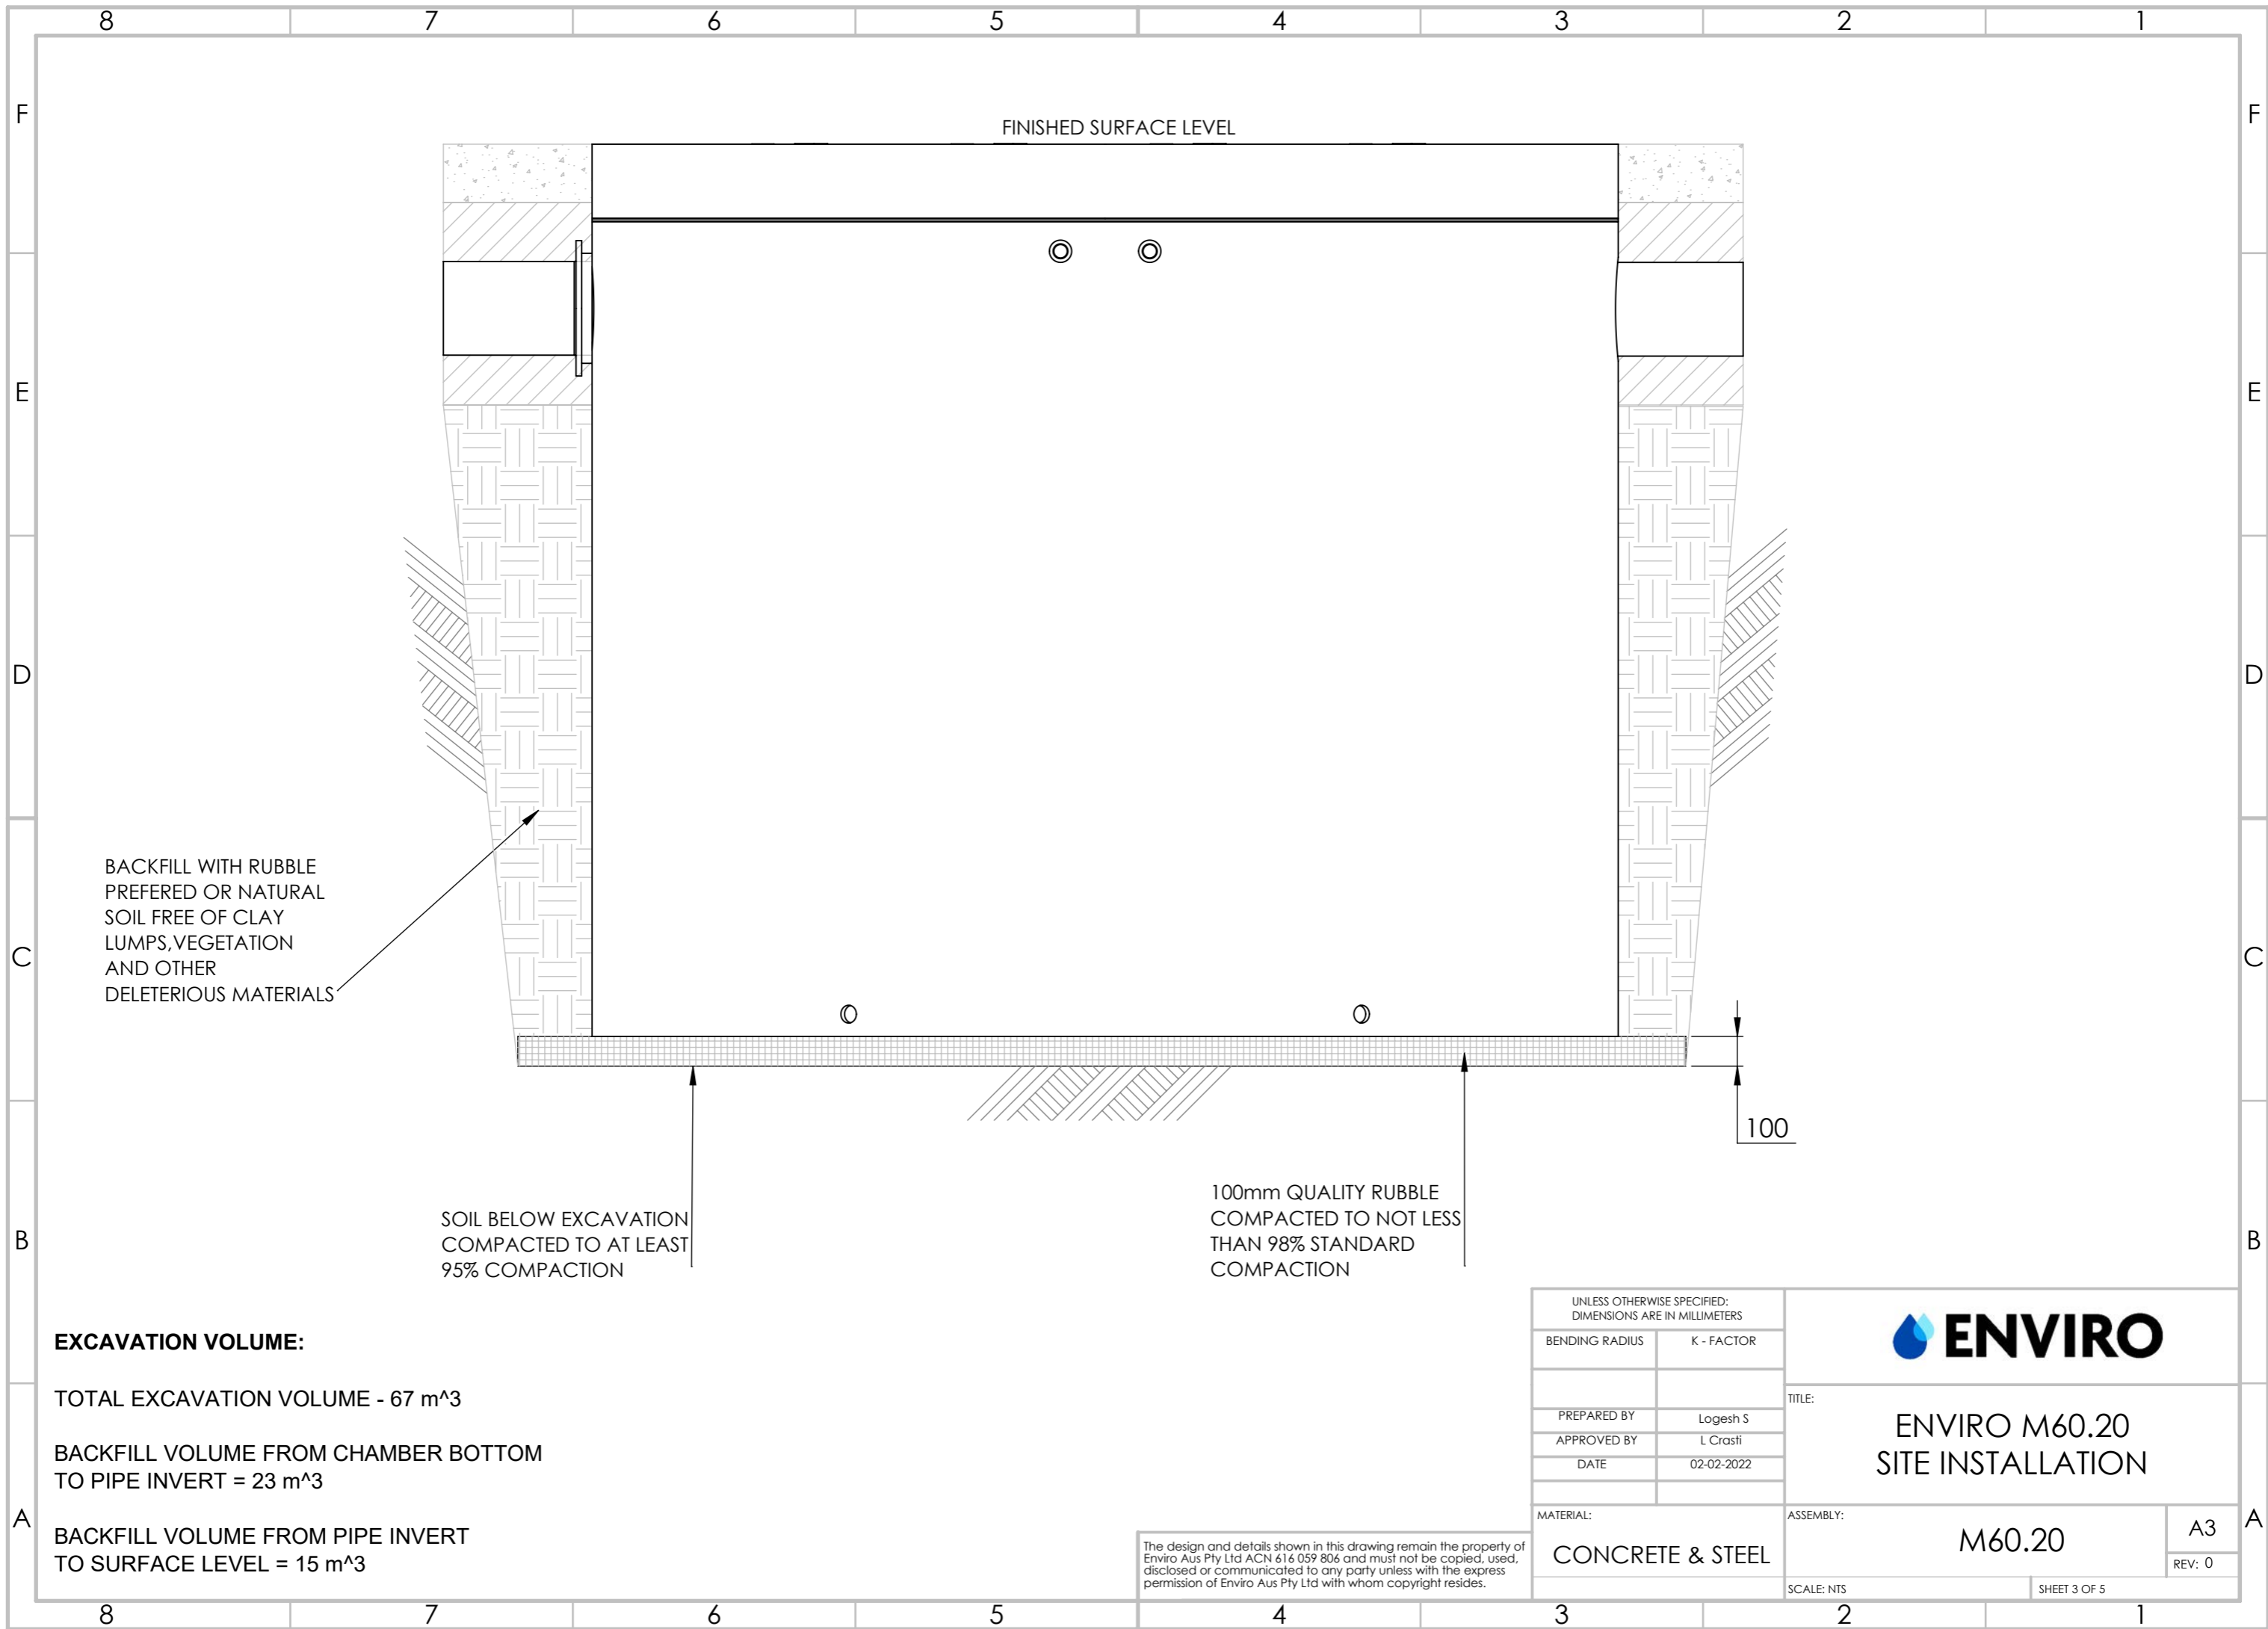 8 7 6 5 4 3 2 1
F F
FINISHED SURFACE LEVEL
E E
D D
BACKFILL WITH RUBBLE
PREFERED OR NATURAL
SOIL FREE OF CLAY
LUMPS,VEGETATION
AND OTHER
DELETERIOUS MATERIALS
C C
100
SOIL BELOW EXCAVATION
COMPACTED TO AT LEAST
95% COMPACTION
100mm QUALITY RUBBLE
COMPACTED TO NOT LESS
THAN 98% STANDARD
COMPACTION
B B
EXCAVATION VOLUME:
TOTAL EXCAVATION VOLUME - 67 m^3
BACKFILL VOLUME FROM CHAMBER BOTTOM
TO PIPE INVERT = 23 m^3
BACKFILL VOLUME FROM PIPE INVERT
TO SURFACE LEVEL = 15 m^3
A A
The design and details shown in this drawing remain the property of
Enviro Aus Pty Ltd ACN 616 059 806 and must not be copied, used,
disclosed or communicated to any party unless with the express
permission of Enviro Aus Pty Ltd with whom copyright resides.
UNLESS OTHERWISE SPECIFIED:
DIMENSIONS ARE IN MILLIMETERS
BENDING RADIUS K - FACTOR
PREPARED BY Logesh S
APPROVED BY L Crasti
DATE 02-02-2022
MATERIAL:
CONCRETE & STEEL
ENVIRO
TITLE:
ENVIRO M60.20
SITE INSTALLATION
ASSEMBLY:
M60.20
A3
REV: 0
SCALE: NTS
SHEET 3 OF 5
8 7 6 5 4 3 2 1